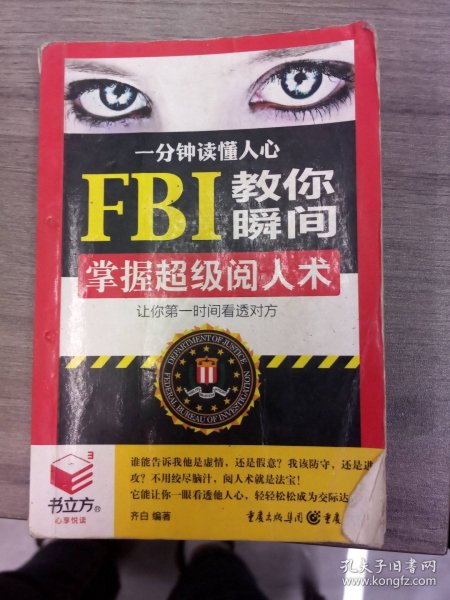 一分钟读懂人心
FBI 教你
瞬间
掌握超级阅人术
让你第一时间看透对方
DEPARTMENT OF JUSTICE
FEDERAL BUREAU OF INVESTIGATION
谁能告诉我他是虚情，还是假意？我该防守，还是进
攻？不用绞尽脑汁，阅人术就是法宝！
它能让你一眼看透他人心，轻轻松松成为交际达
3
书立方®
心享悦读
齐白 编著
重庆出版集团 重庆
孔夫子旧书网
www.kongfz.com